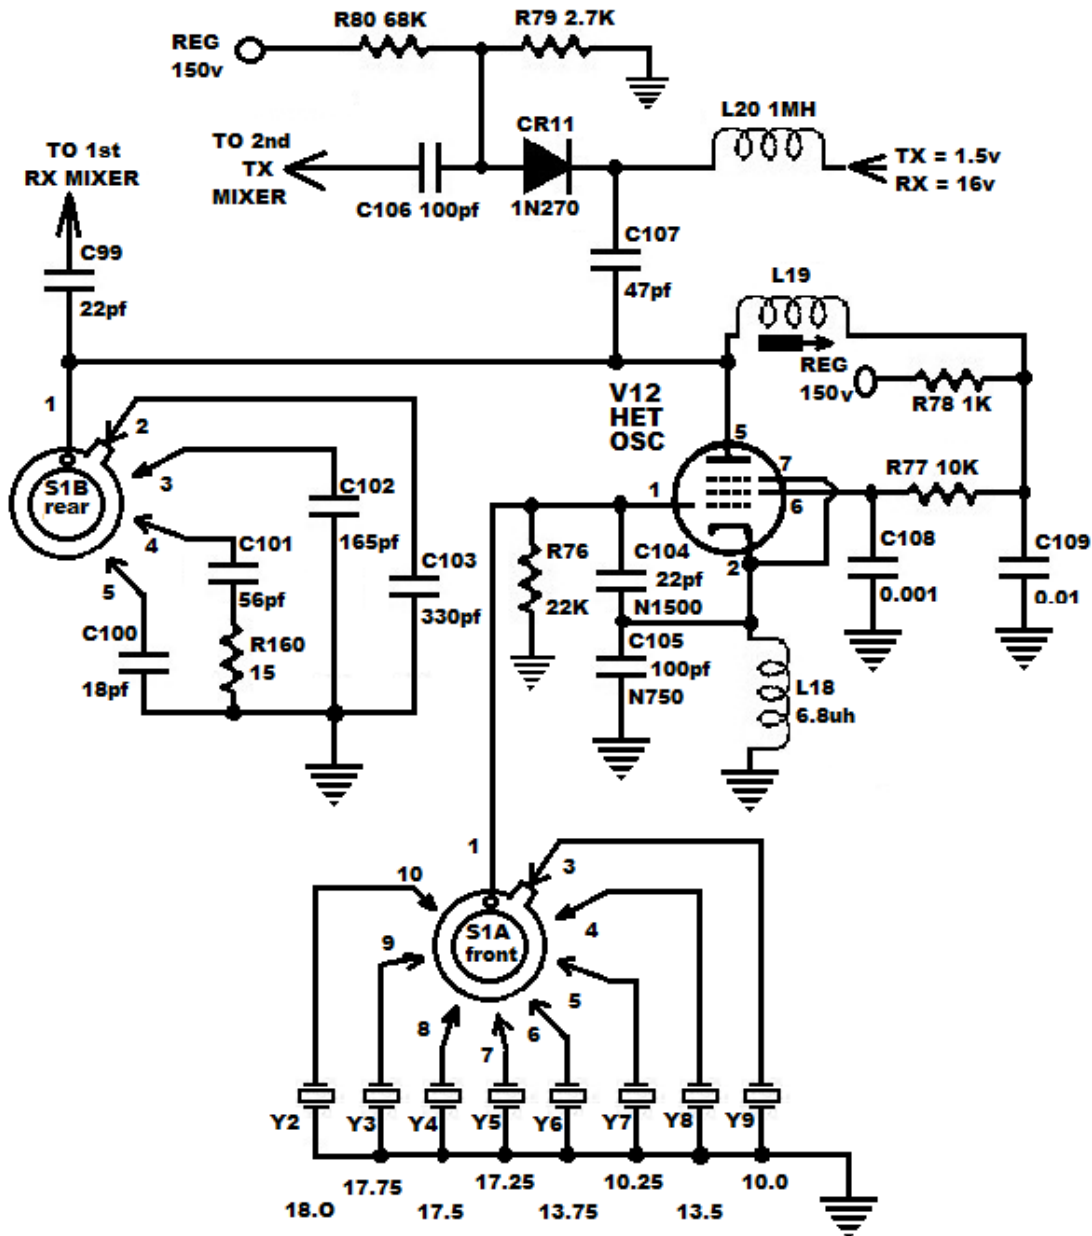 R80 68K
R79 2.7K
REG
150v
L20 1MH
TO 2nd
TX
MIXER
CR11
1N270
TX = 1.5v
RX = 16v
TO 1st
RX MIXER
C106 100pf
C99
22pf
C107
47pf
L19
REG
150v
R78 1K
V12
HET
OSC
1
2
3
4
5
S1B
rear
C102
165pf
C101
56pf
C103
330pf
C100
18pf
R160
15
5
7
6
1
2
R77 10K
R76
22K
C104
22pf
N1500
C105
100pf
N750
C108
0.001
C109
0.01
L18
6.8uh
1
3
10
4
9
S1A
front
5
8
7
6
Y2
Y3
Y4
Y5
Y6
Y7
Y8
Y9
17.75
17.25
10.25
10.0
18.0
17.5
13.75
13.5